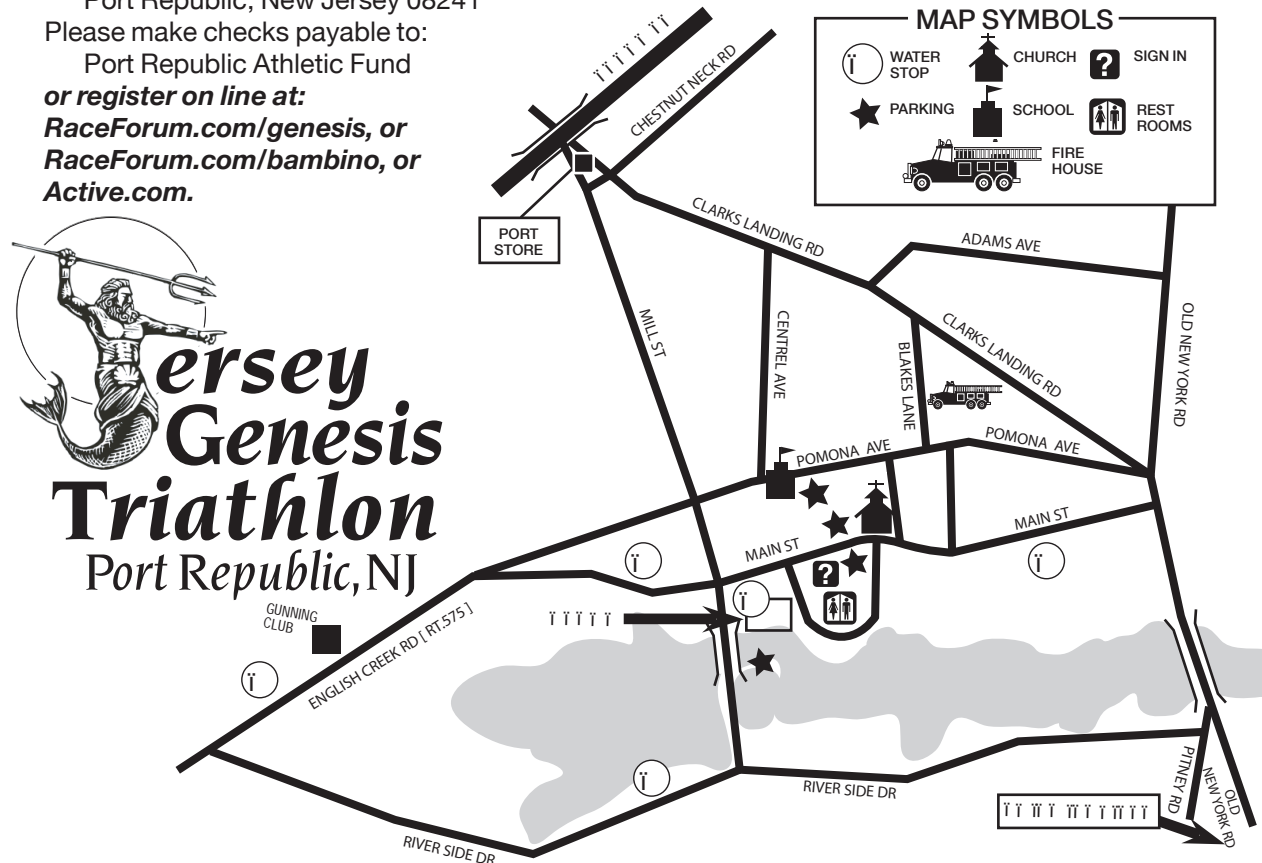 Port Republic, New Jersey 08241
Please make checks payable to:
Port Republic Athletic Fund
or register on line at:
RaceForum.com/genesis, or
RaceForum.com/bambino, or
Active.com.
Jersey
Genesis
Triathlon
Port Republic, NJ
MAP SYMBOLS
ï
WATER
STOP
CHURCH
?
SIGN IN
PARKING
SCHOOL
REST
ROOMS
FIRE
HOUSE
ï ï ï ï ï ï ï
CHESTNUT NECK RD
PORT
STORE
CLARKS LANDING RD
ADAMS AVE
MILL ST
CENTREL AVE
BLAKES LANE
CLARKS LANDING RD
OLD NEW YORK RD
POMONA AVE
POMONA AVE
MAIN ST
MAIN ST
ï
ï
?
ï
ï ï ï ï ï
GUNNING
CLUB
ï
ENGLISH CREEK RD [ RT.575 ]
ï
RIVER SIDE DR
RIVER SIDE DR
PITNEY RD
OLD
NEW YORK RD
ï ï ïï ï ïï ï ï ï ï ï ï